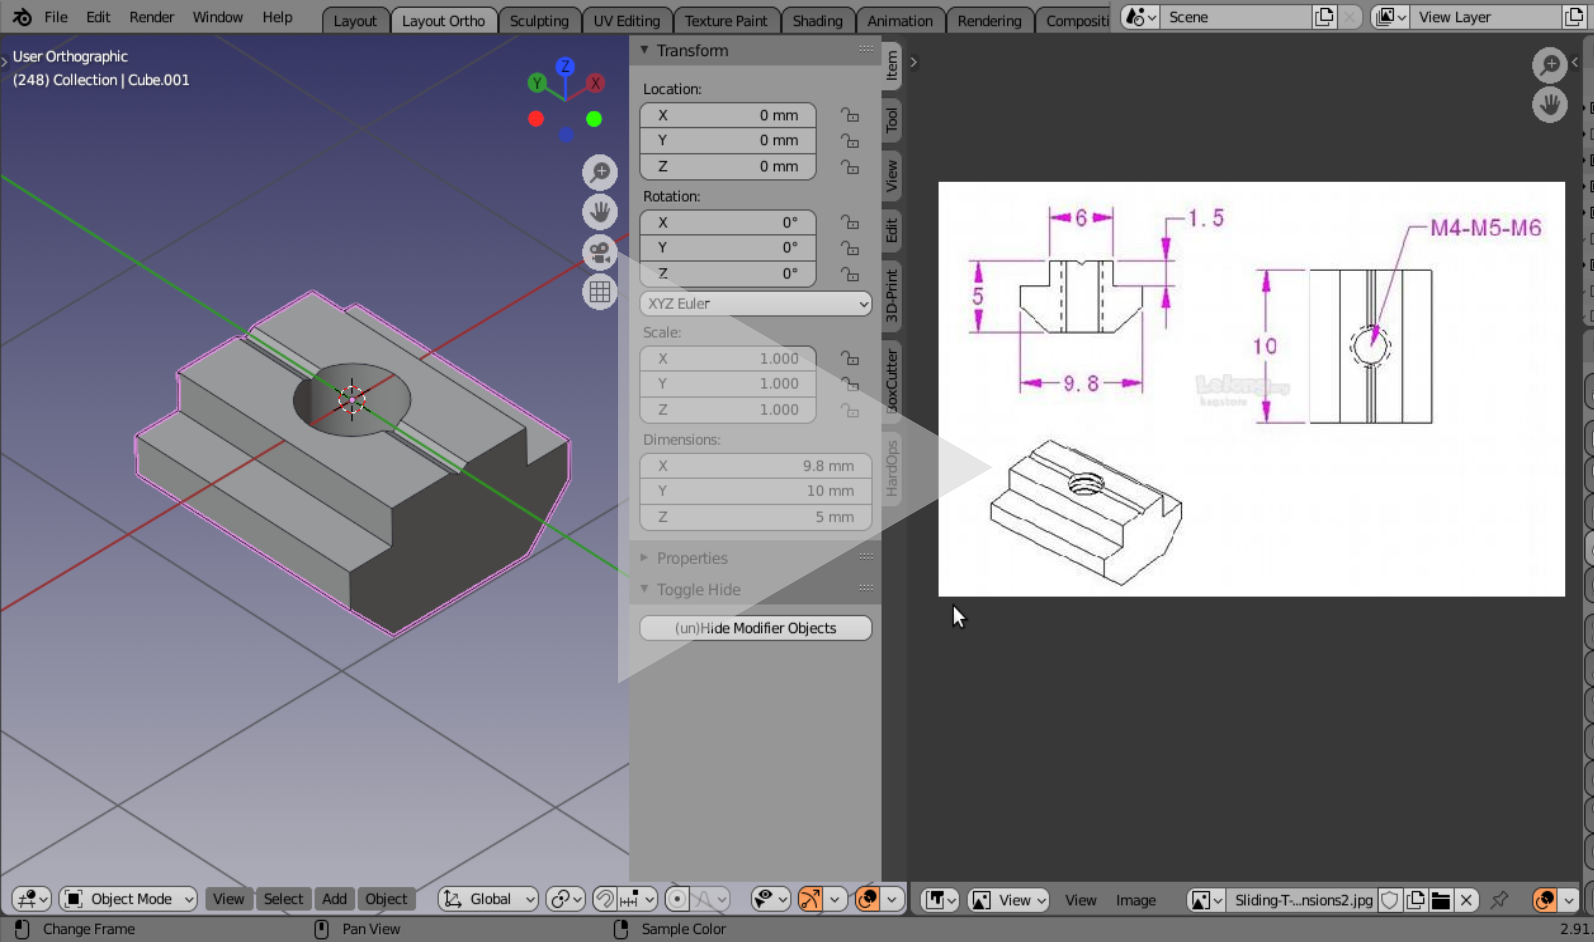 File Edit Render Window Help Layout Layout Ortho Sculpting UV Editing Texture Paint Shading Animation Rendering Compositi Scene View Layer
User Orthographic
(248) Collection | Cube.001
Z
Y
X
Transform
Location:
X 0 mm
Y 0 mm
Z 0 mm
Rotation:
X 0°
Y 0°
Z 0°
XYZ Euler
Scale:
X 1.000
Y 1.000
Z 1.000
Dimensions:
X 9.8 mm
Y 10 mm
Z 5 mm
Properties
Toggle Hide
(un)Hide Modifier Objects
Item
Tool
View
Edit
3D-Print
BoxCutter
HardOps
6
1.5
M4-M5-M6
5
10
9.8
Object Mode View Select Add Object Global View View Image Sliding-T-...nsions2.jpg
Change Frame Pan View Sample Color 2.91